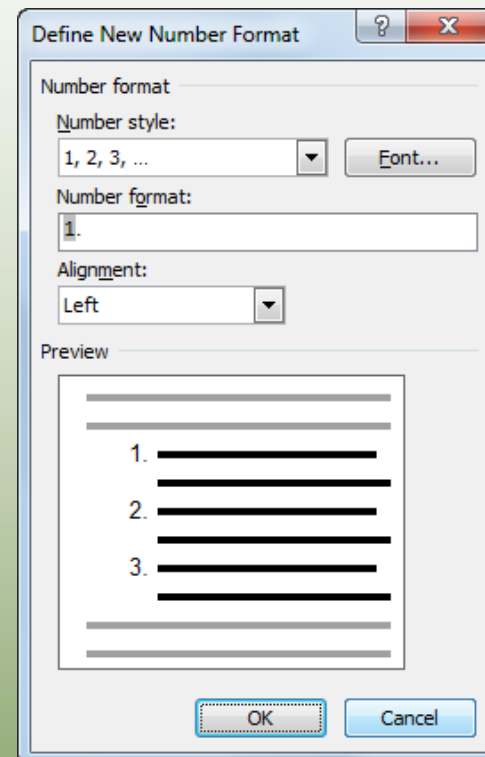 Define New Number Format
Number format
Number style:
1, 2, 3, ...
Font...
Number format:
1.
Alignment:
Left
Preview
1.
2.
3.
OK
Cancel